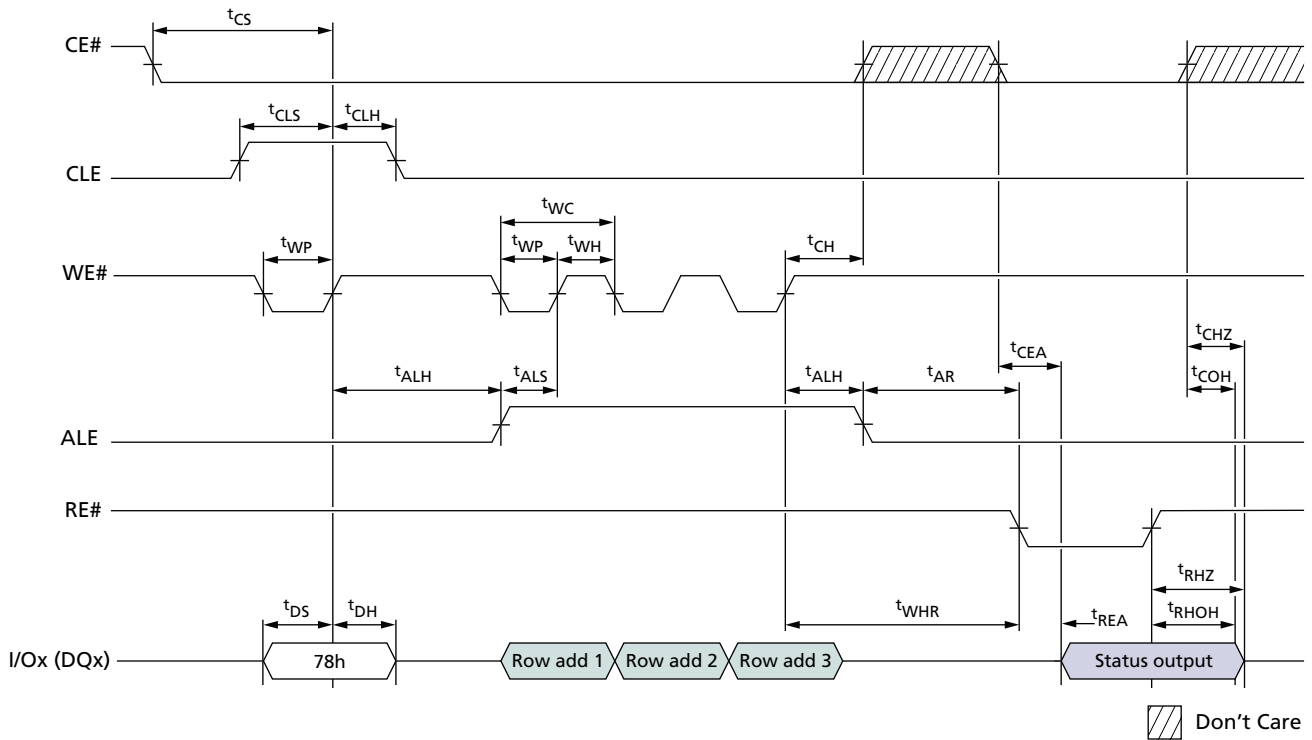 tCS
CE#
tCLS tCLH
CLE
tWC
tWP tWP tWH tCH
WE#
tCHZ
tCEA
tALH tALS tALH tAR tCOH
ALE
RE#
tRHZ
tDS tDH tWHR tREA tRHOH
I/Ox (DQx) 78h Row add 1 Row add 2 Row add 3 Status output
Don't Care